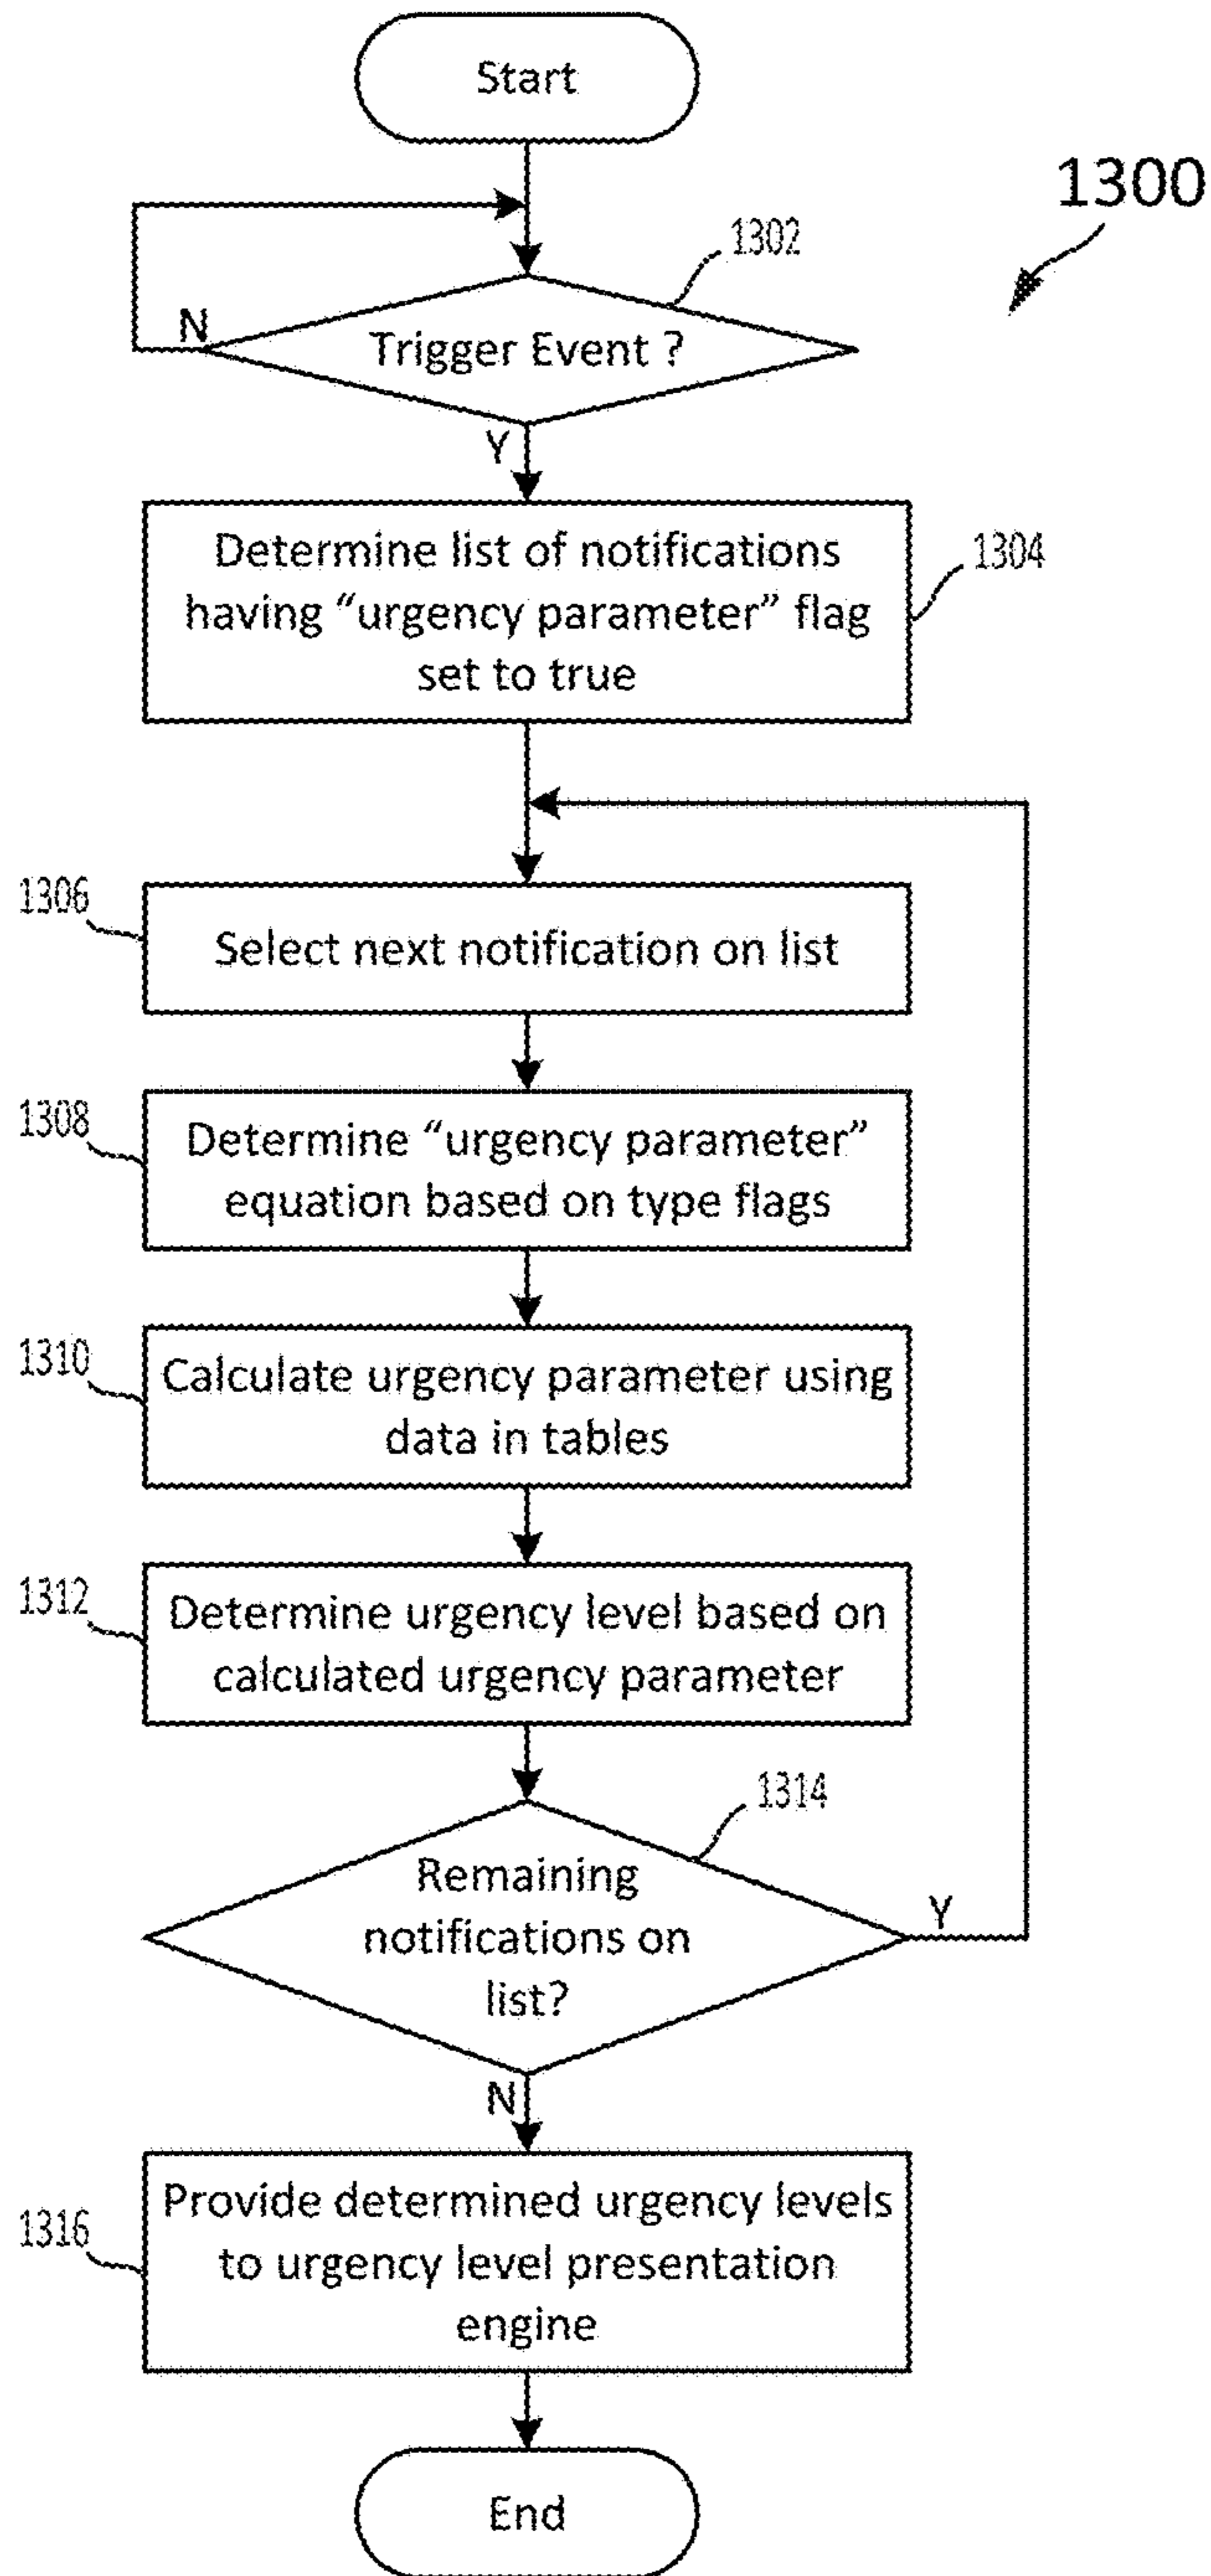 Start
1300
1302
N
Trigger Event ?
Y
Determine list of notifications
having “urgency parameter” flag
set to true
1304
1306
Select next notification on list
1308
Determine “urgency parameter”
equation based on type flags
1310
Calculate urgency parameter using
data in tables
1312
Determine urgency level based on
calculated urgency parameter
1314
Remaining
notifications on
list?
Y
N
1316
Provide determined urgency levels
to urgency level presentation
engine
End